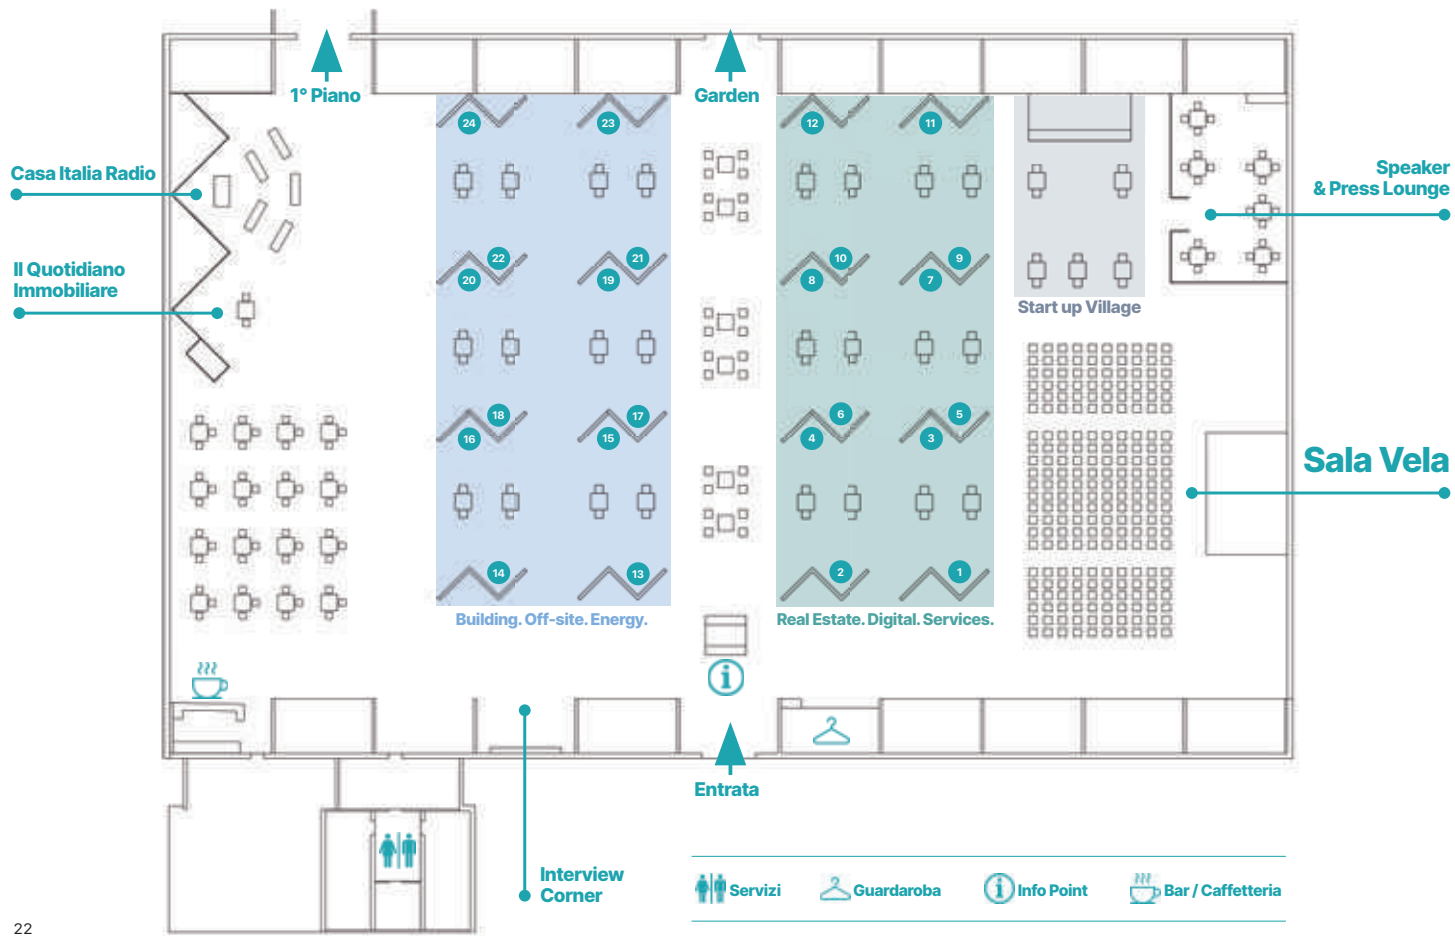 1° Piano
Garden
24
23
12
11
Casa Italia Radio
Speaker
& Press Lounge
Il Quotidiano
Immobiliare
22
21
10
9
20
19
8
7
Start up Village
18
17
6
5
16
15
4
3
Sala Vela
14
13
2
1
Building. Off-site. Energy.
Real Estate. Digital. Services.
i
Entrata
Interview
Corner
Servizi
Guardaroba
i
Info Point
Bar / Caffetteria
22